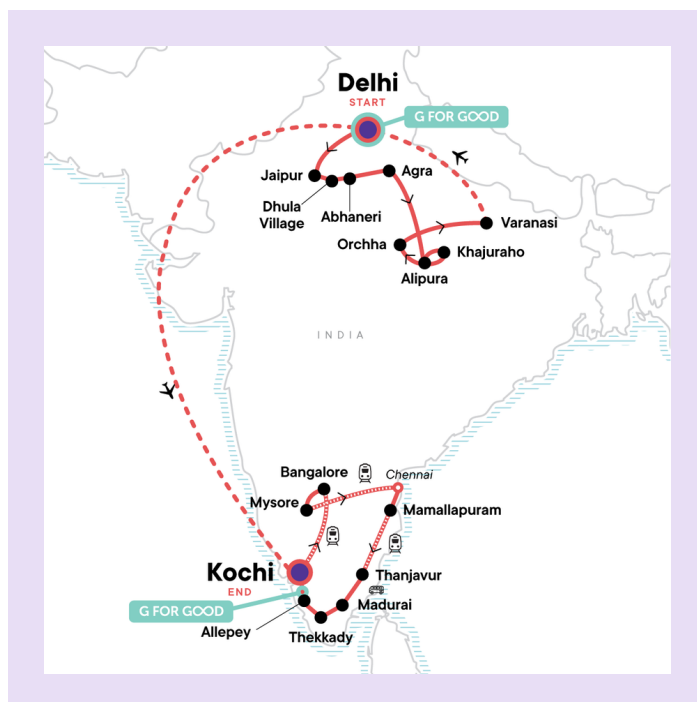 Delhi
START
G FOR GOOD
Jaipur
Agra
Dhula
Village
Abhaneri
Varanasi
Orchha
Khajuraho
Alipura
INDIA
Bangalore
Chennai
Mysore
Mamallapuram
Kochi
END
Thanjavur
G FOR GOOD
Madurai
Allepey
Thekkady